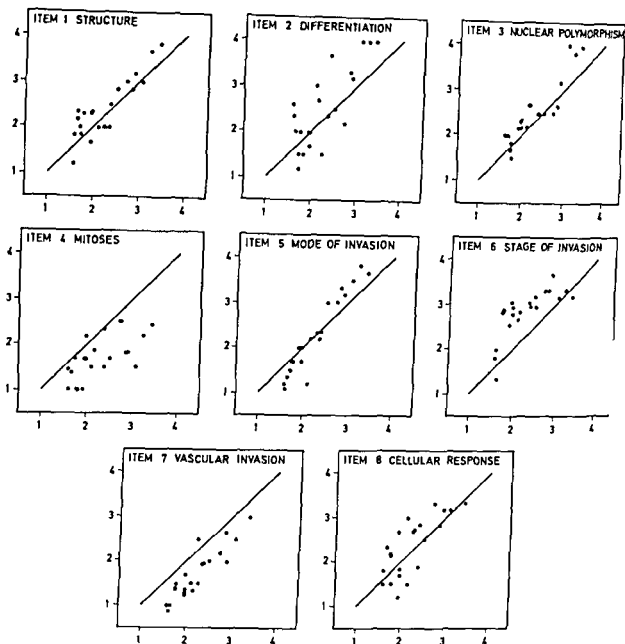 ITEM 1 STRUCTURE
4
3
2
1
1 2 3 4
ITEM 2 DIFFERENTIATION
4
3
2
1
1 2 3 4
ITEM 3 NUCLEAR POLYMORPHISM
4
3
2
1
1 2 3 4
ITEM 4 MITOSES
4
3
2
1
1 2 3 4
ITEM 5 MODE OF INVASION
4
3
2
1
1 2 3 4
ITEM 6 STAGE OF INVASION
4
3
2
1
1 2 3 4
ITEM 7 VASCULAR INVASION
4
3
2
1
1 2 3 4
ITEM 8 CELLULAR RESPONSE
4
3
2
1
1 2 3 4